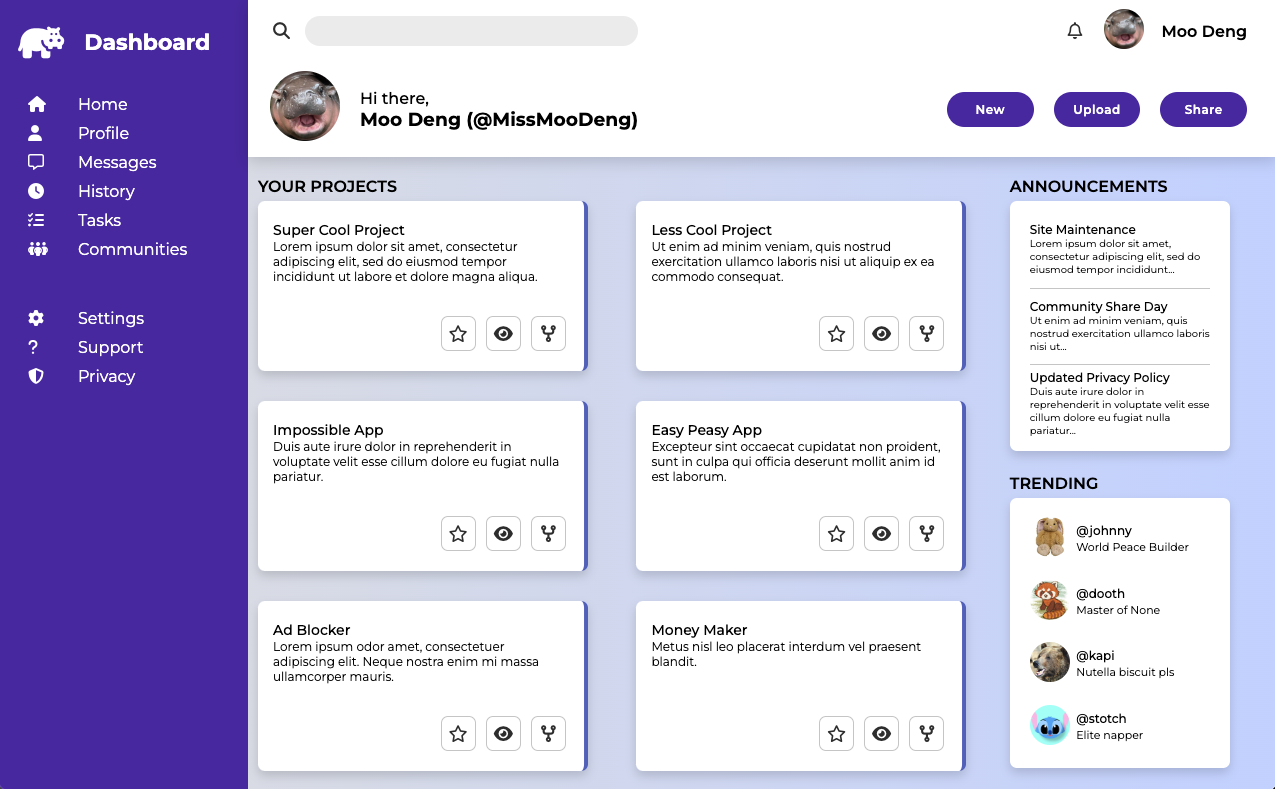 Dashboard
Home
Profile
Messages
History
Tasks
Communities
Settings
Support
Privacy
Moo Deng
Hi there,
Moo Deng (@MissMooDeng)
New
Upload
Share
YOUR PROJECTS
Super Cool Project
Lorem ipsum dolor sit amet, consectetur
adipiscing elit, sed do eiusmod tempor
incididunt ut labore et dolore magna aliqua.
Less Cool Project
Ut enim ad minim veniam, quis nostrud
exercitation ullamco laboris nisi ut aliquip ex ea
commodo consequat.
Impossible App
Duis aute irure dolor in reprehenderit in
voluptate velit esse cillum dolore eu fugiat nulla
pariatur.
Easy Peasy App
Excepteur sint occaecat cupidatat non proident,
sunt in culpa qui officia deserunt mollit anim id
est laborum.
Ad Blocker
Lorem ipsum odor amet, consectetuer
adipiscing elit. Neque nostra enim mi massa
ullamcorper mauris.
Money Maker
Metus nisl leo placerat interdum vel praesent
blandit.
ANNOUNCEMENTS
Site Maintenance
Lorem ipsum dolor sit amet,
consectetur adipiscing elit, sed do
eiusmod tempor incididunt...
Community Share Day
Ut enim ad minim veniam, quis
nostrud exercitation ullamco laboris
nisi ut...
Updated Privacy Policy
Duis aute irure dolor in
reprehenderit in voluptate velit esse
cillum dolore eu fugiat nulla
pariatur...
TRENDING
@johnny
World Peace Builder
@dooth
Master of None
@kapi
Nutella biscuit pls
@stotch
Elite napper